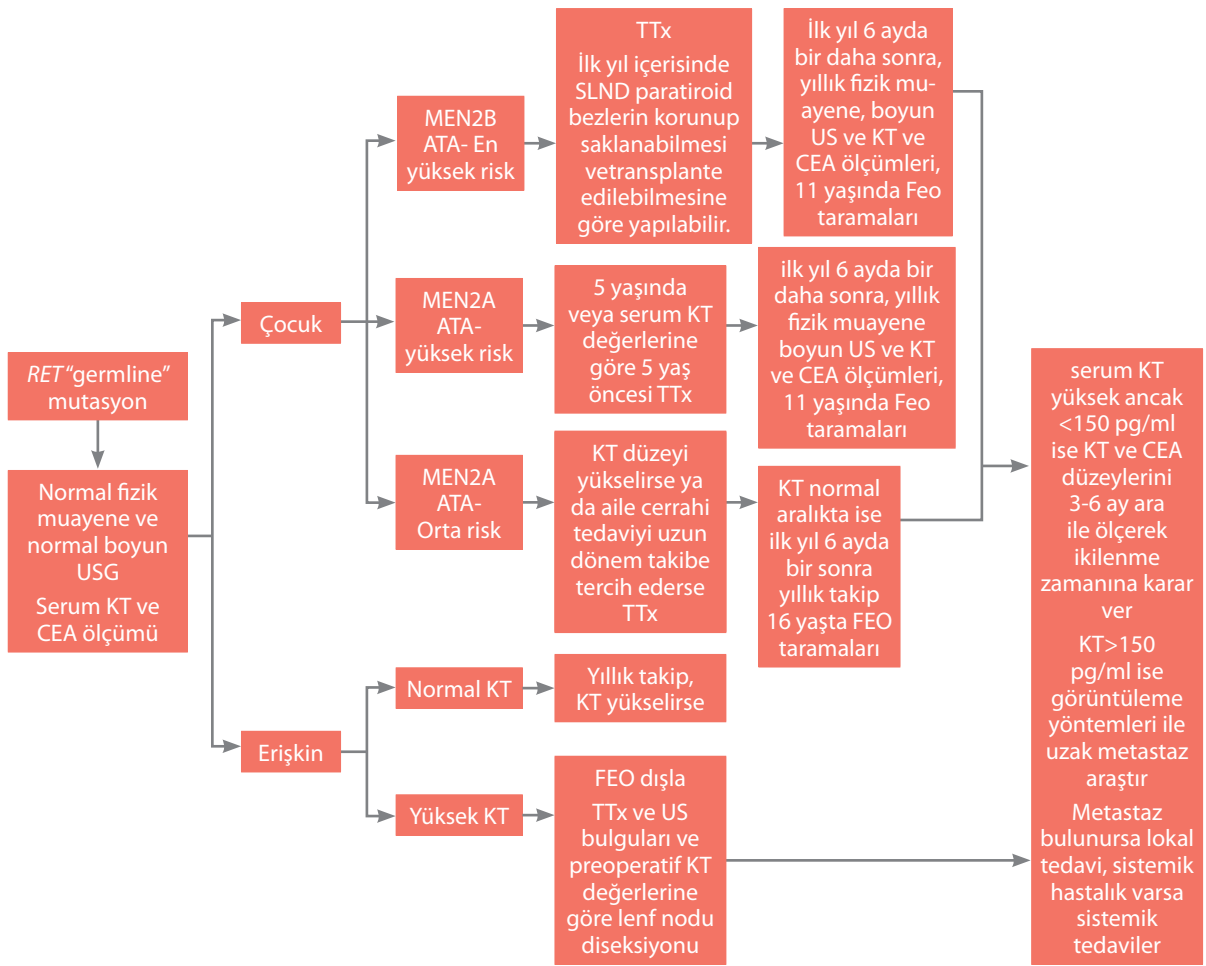 RET “germline”
mutasyon
Normal fizik
muayene ve
normal boyun
USG
Serum KT ve
CEA ölçümü
Çocuk
MEN2B
ATA- En
yüksek risk
TTx
İlk yıl içerisinde
SLND paratiroid
bezlerin korunup
saklanabilmesi
vetransplante
edilebilmesine
göre yapılabilir.
İlk yıl 6 ayda
bir daha sonra,
yıllık fizik mu-
ayene, boyun
US ve KT ve
CEA ölçümleri,
11 yaşında Feo
taramaları
MEN2A
ATA-
yüksek risk
5 yaşında
veya serum KT
değerlerine
göre 5 yaş
öncesi TTx
ilk yıl 6 ayda bir
daha sonra, yıllık
fizik muayene
boyun US ve KT
ve CEA ölçümleri,
11 yaşında Feo
taramaları
MEN2A
ATA-
Orta risk
KT düzeyi
yükselirse ya
da aile cerrahi
tedaviyi uzun
dönem takibe
tercih ederse
TTx
KT normal
aralıkta ise
ilk yıl 6 ayda
bir sonra
yıllık takip
16 yaşta FEO
taramaları
Erişkin
Normal KT
Yıllık takip,
KT yükselirse
Yüksek KT
FEO dışla
TTx ve US
bulguları ve
preoperatif KT
değerlerine
göre lenf nodu
diseksiyonu
serum KT
yüksek ancak
<150 pg/ml
ise KT ve CEA
düzeylerini
3-6 ay ara
ile ölçerek
ikilenme
zamanına karar
ver
KT>150
pg/ml ise
görüntüleme
yöntemleri ile
uzak metastaz
araştır
Metastaz
bulunursa lokal
tedavi, sistemik
hastalık varsa
sistemik
tedaviler